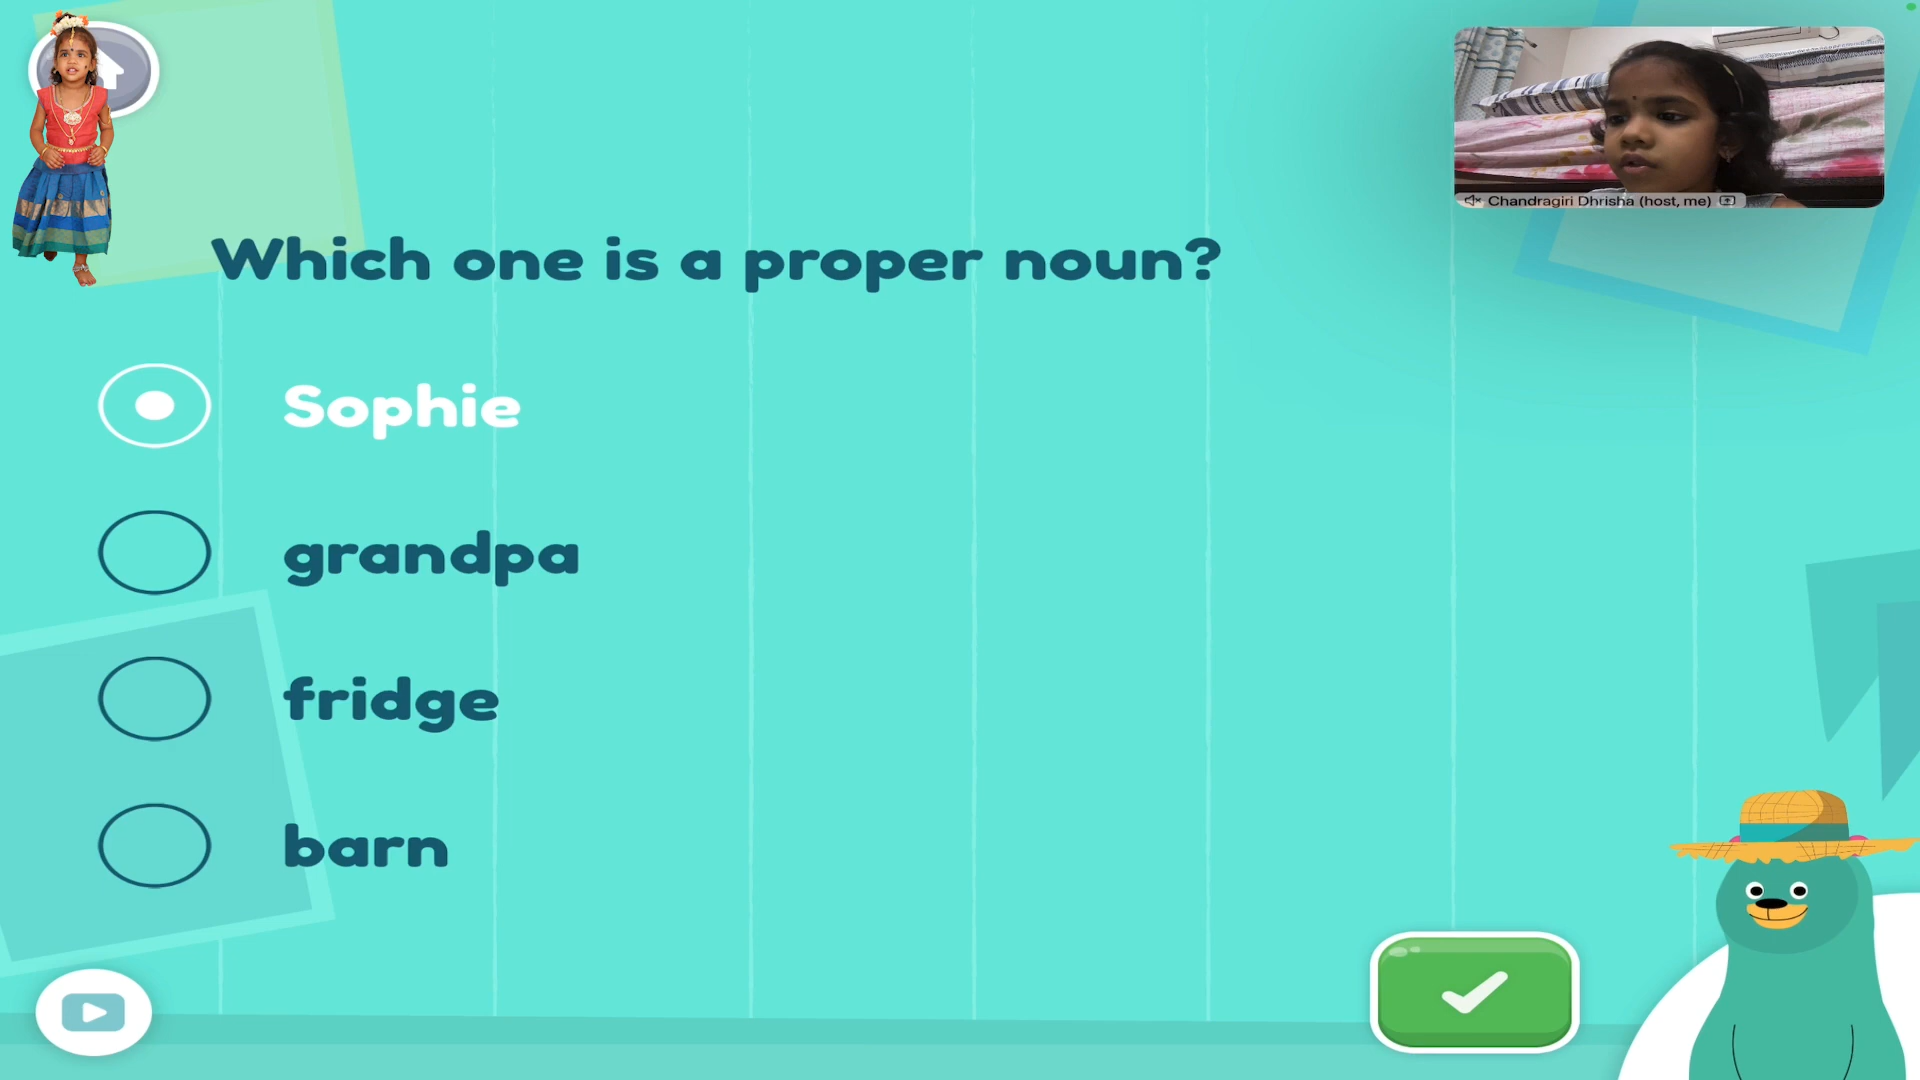 Chandragiri Dhrisha (host, me)
Which one is a proper noun?
Sophie
grandpa
fridge
barn